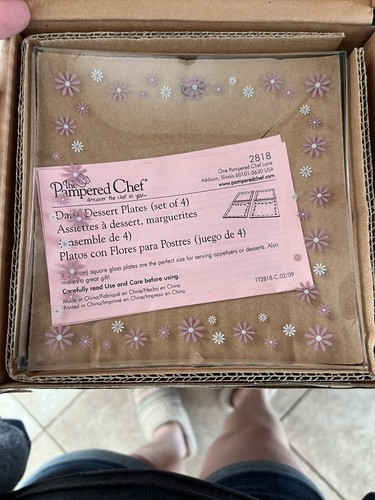 2818
One Pampered Chef Lane
Addison, Illinois 60101-5630 USA
www.pamperedchef.com
The Pampered Chef®
discover the chef in you™
Daisy Dessert Plates (set of 4)
Assiettes à dessert, marguerites
(ensemble de 4)
Platos con Flores para Postres (juego de 4)
square glass plates are the perfect size for serving appetizers or desserts. Also
makes a great gift!
Carefully read Use and Care before using.
Made in China/Fabriqué en Chine/Hecho en China
Printed in China/Imprimé en Chine/Impreso en China
1T2818-C 02/09